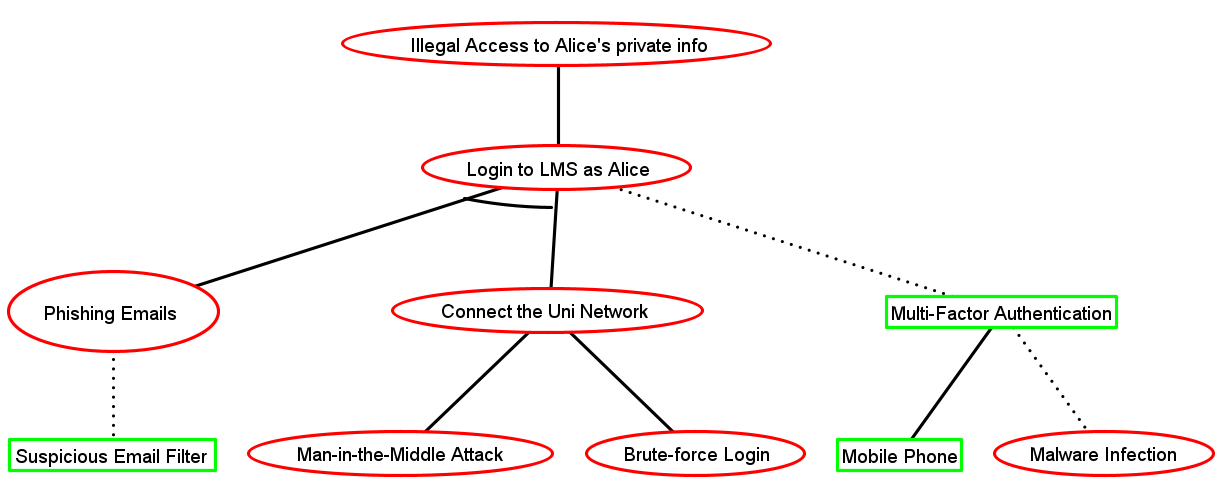 Illegal Access to Alice's private info
Login to LMS as Alice
Phishing Emails
Connect the Uni Network
Multi-Factor Authentication
Suspicious Email Filter
Man-in-the-Middle Attack
Brute-force Login
Mobile Phone
Malware Infection